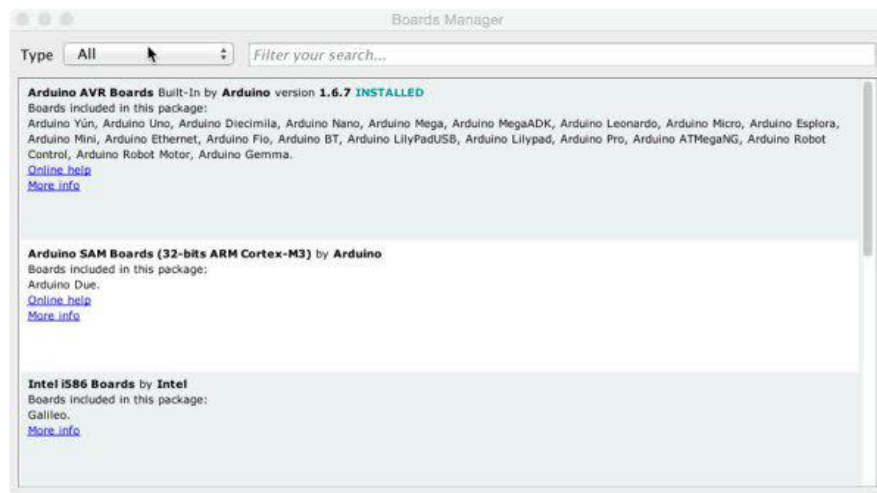 Boards Manager
Type All Filter your search...
Arduino AVR Boards Built-In by Arduino version 1.6.7 INSTALLED
Boards included in this package:
Arduino Yún, Arduino Uno, Arduino Diecimila, Arduino Nano, Arduino Mega, Arduino MegaADK, Arduino Leonardo, Arduino Micro, Arduino Esplora,
Arduino Mini, Arduino Ethernet, Arduino Fio, Arduino BT, Arduino LilyPadUSB, Arduino Lilypad, Arduino Pro, Arduino ATMegaNG, Arduino Robot
Control, Arduino Robot Motor, Arduino Gemma.
Online help
More info
Arduino SAM Boards (32-bits ARM Cortex-M3) by Arduino
Boards included in this package:
Arduino Due.
Online help
More info
Intel i586 Boards by Intel
Boards included in this package:
Galileo.
More info